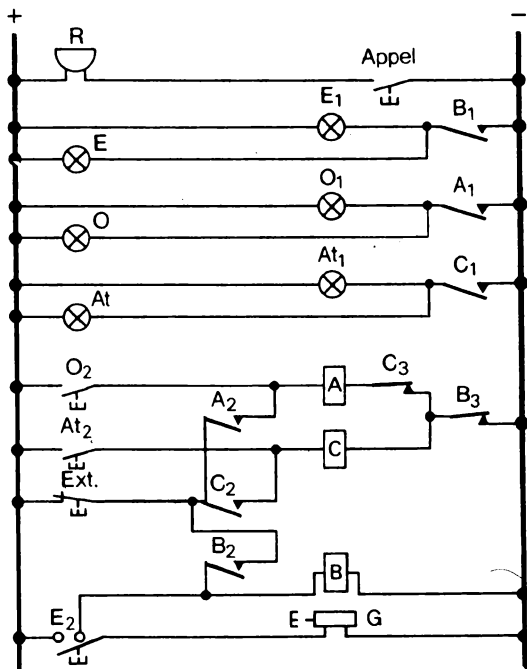 + −
R
Appel
E1
B1
E
O1
A1
O
At1
C1
At
O2
C3
A
A2
B3
At2
C
Ext.
C2
B2
B
E2
E G